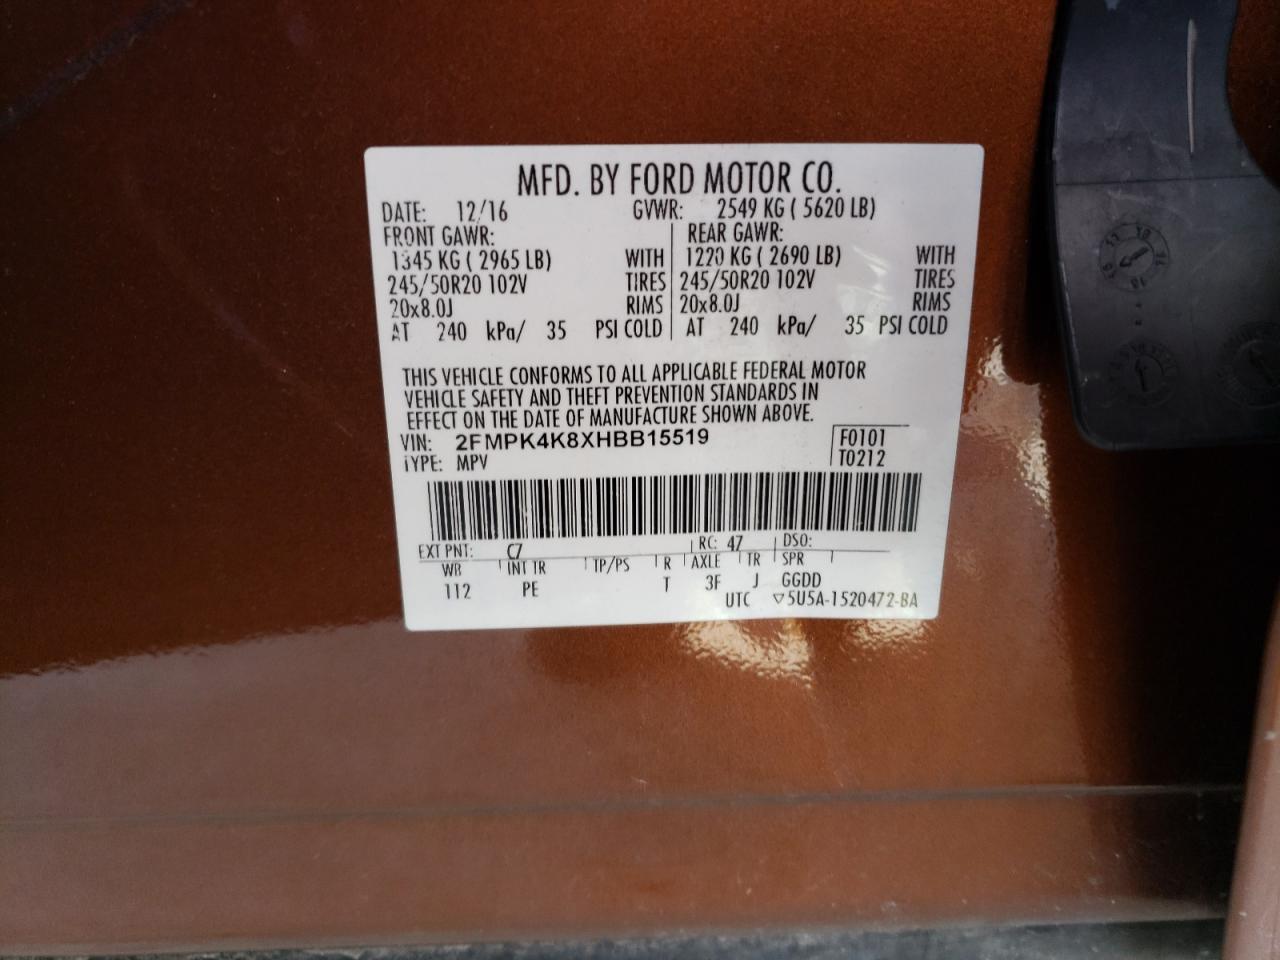 MFD. BY FORD MOTOR CO.
DATE: 12/16 GVWR: 2549 KG ( 5620 LB)
FRONT GAWR: REAR GAWR:
1345 KG ( 2965 LB) WITH 1220 KG ( 2690 LB) WITH
245/50R20 102V TIRES 245/50R20 102V TIRES
20x8.0J RIMS 20x8.0J RIMS
AT 240 kPa/ 35 PSI COLD AT 240 kPa/ 35 PSI COLD
THIS VEHICLE CONFORMS TO ALL APPLICABLE FEDERAL MOTOR
VEHICLE SAFETY AND THEFT PREVENTION STANDARDS IN
EFFECT ON THE DATE OF MANUFACTURE SHOWN ABOVE.
VIN: 2FMPK4K8XHBB15519 F0101
TYPE: MPV T0212
EXT PNT: C7 RC: 47 DSO:
WB INT TR TP/PS R AXLE TR SPR
112 PE T 3F J GGDD
UTC ▽5U5A-1520472-BA